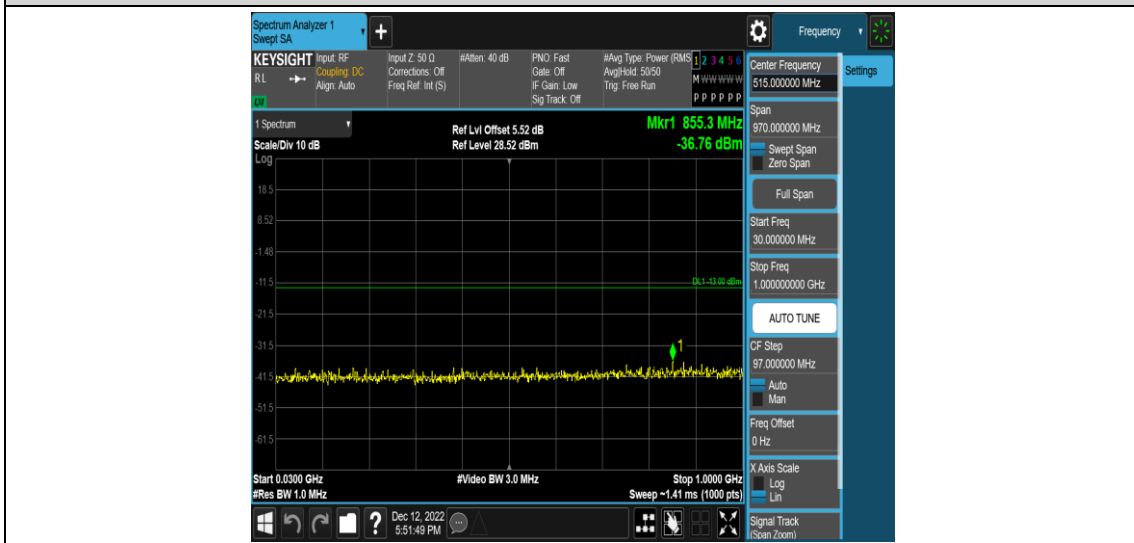 Spectrum Analyzer 1
Swept SA
+
Frequency
KEYSIGHT
RL
LXI
Input: RF
Coupling: DC
Align: Auto
Input Z: 50 Ω
Corrections: Off
Freq Ref: Int (S)
#Atten: 40 dB
PNO: Fast
Gate: Off
IF Gain: Low
Sig Track: Off
#Avg Type: Power (RMS
Avg|Hold: 50/50
Trig: Free Run
1 2 3 4 5 6
M W W W W W
P P P P P P
1 Spectrum
Scale/Div 10 dB
Ref Lvl Offset 5.52 dB
Ref Level 28.52 dBm
Mkr1 855.3 MHz
-36.76 dBm
Log
18.5
8.52
-1.48
-11.5
DL1 -13.00 dBm
-21.5
-31.5
1
-41.5
-51.5
-61.5
Start 0.0300 GHz
#Res BW 1.0 MHz
#Video BW 3.0 MHz
Stop 1.0000 GHz
Sweep ~1.41 ms (1000 pts)
Dec 12, 2022
5:51:49 PM
Center Frequency
515.000000 MHz
Settings
Span
970.000000 MHz
Swept Span
Zero Span
Full Span
Start Freq
30.000000 MHz
Stop Freq
1.000000000 GHz
AUTO TUNE
CF Step
97.000000 MHz
Auto
Man
Freq Offset
0 Hz
X Axis Scale
Log
Lin
Signal Track
(Span Zoom)